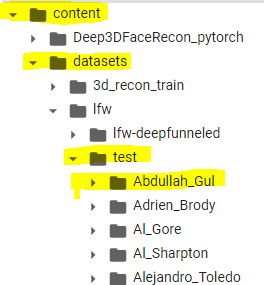 content
Deep3DFaceRecon_pytorch
datasets
3d_recon_train
lfw
lfw-deepfunneled
test
Abdullah_Gul
Adrien_Brody
Al_Gore
Al_Sharpton
Alejandro_Toledo